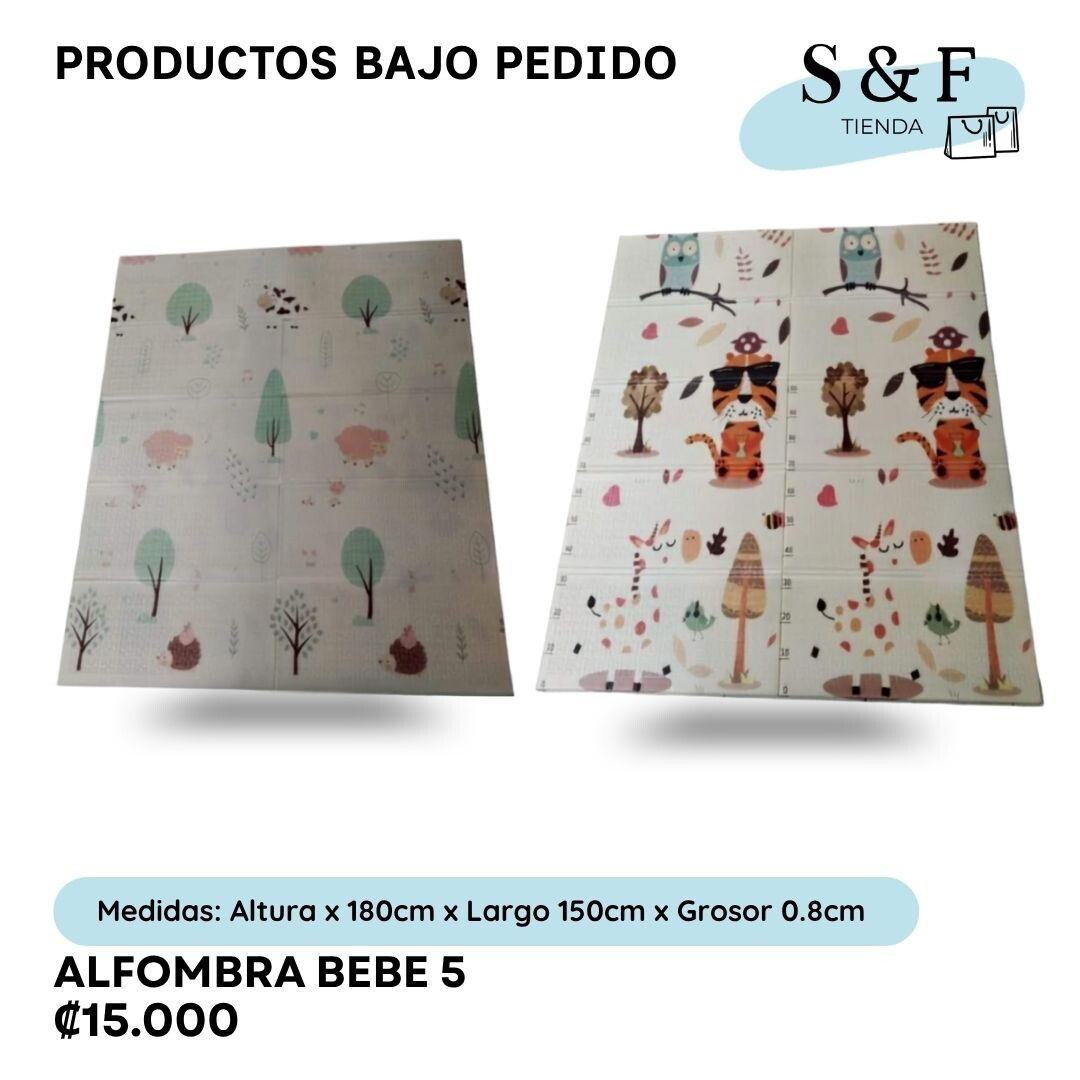 PRODUCTOS BAJO PEDIDO
S & F
TIENDA
Medidas: Altura x 180cm x Largo 150cm x Grosor 0.8cm
ALFOMBRA BEBE 5
₡15.000